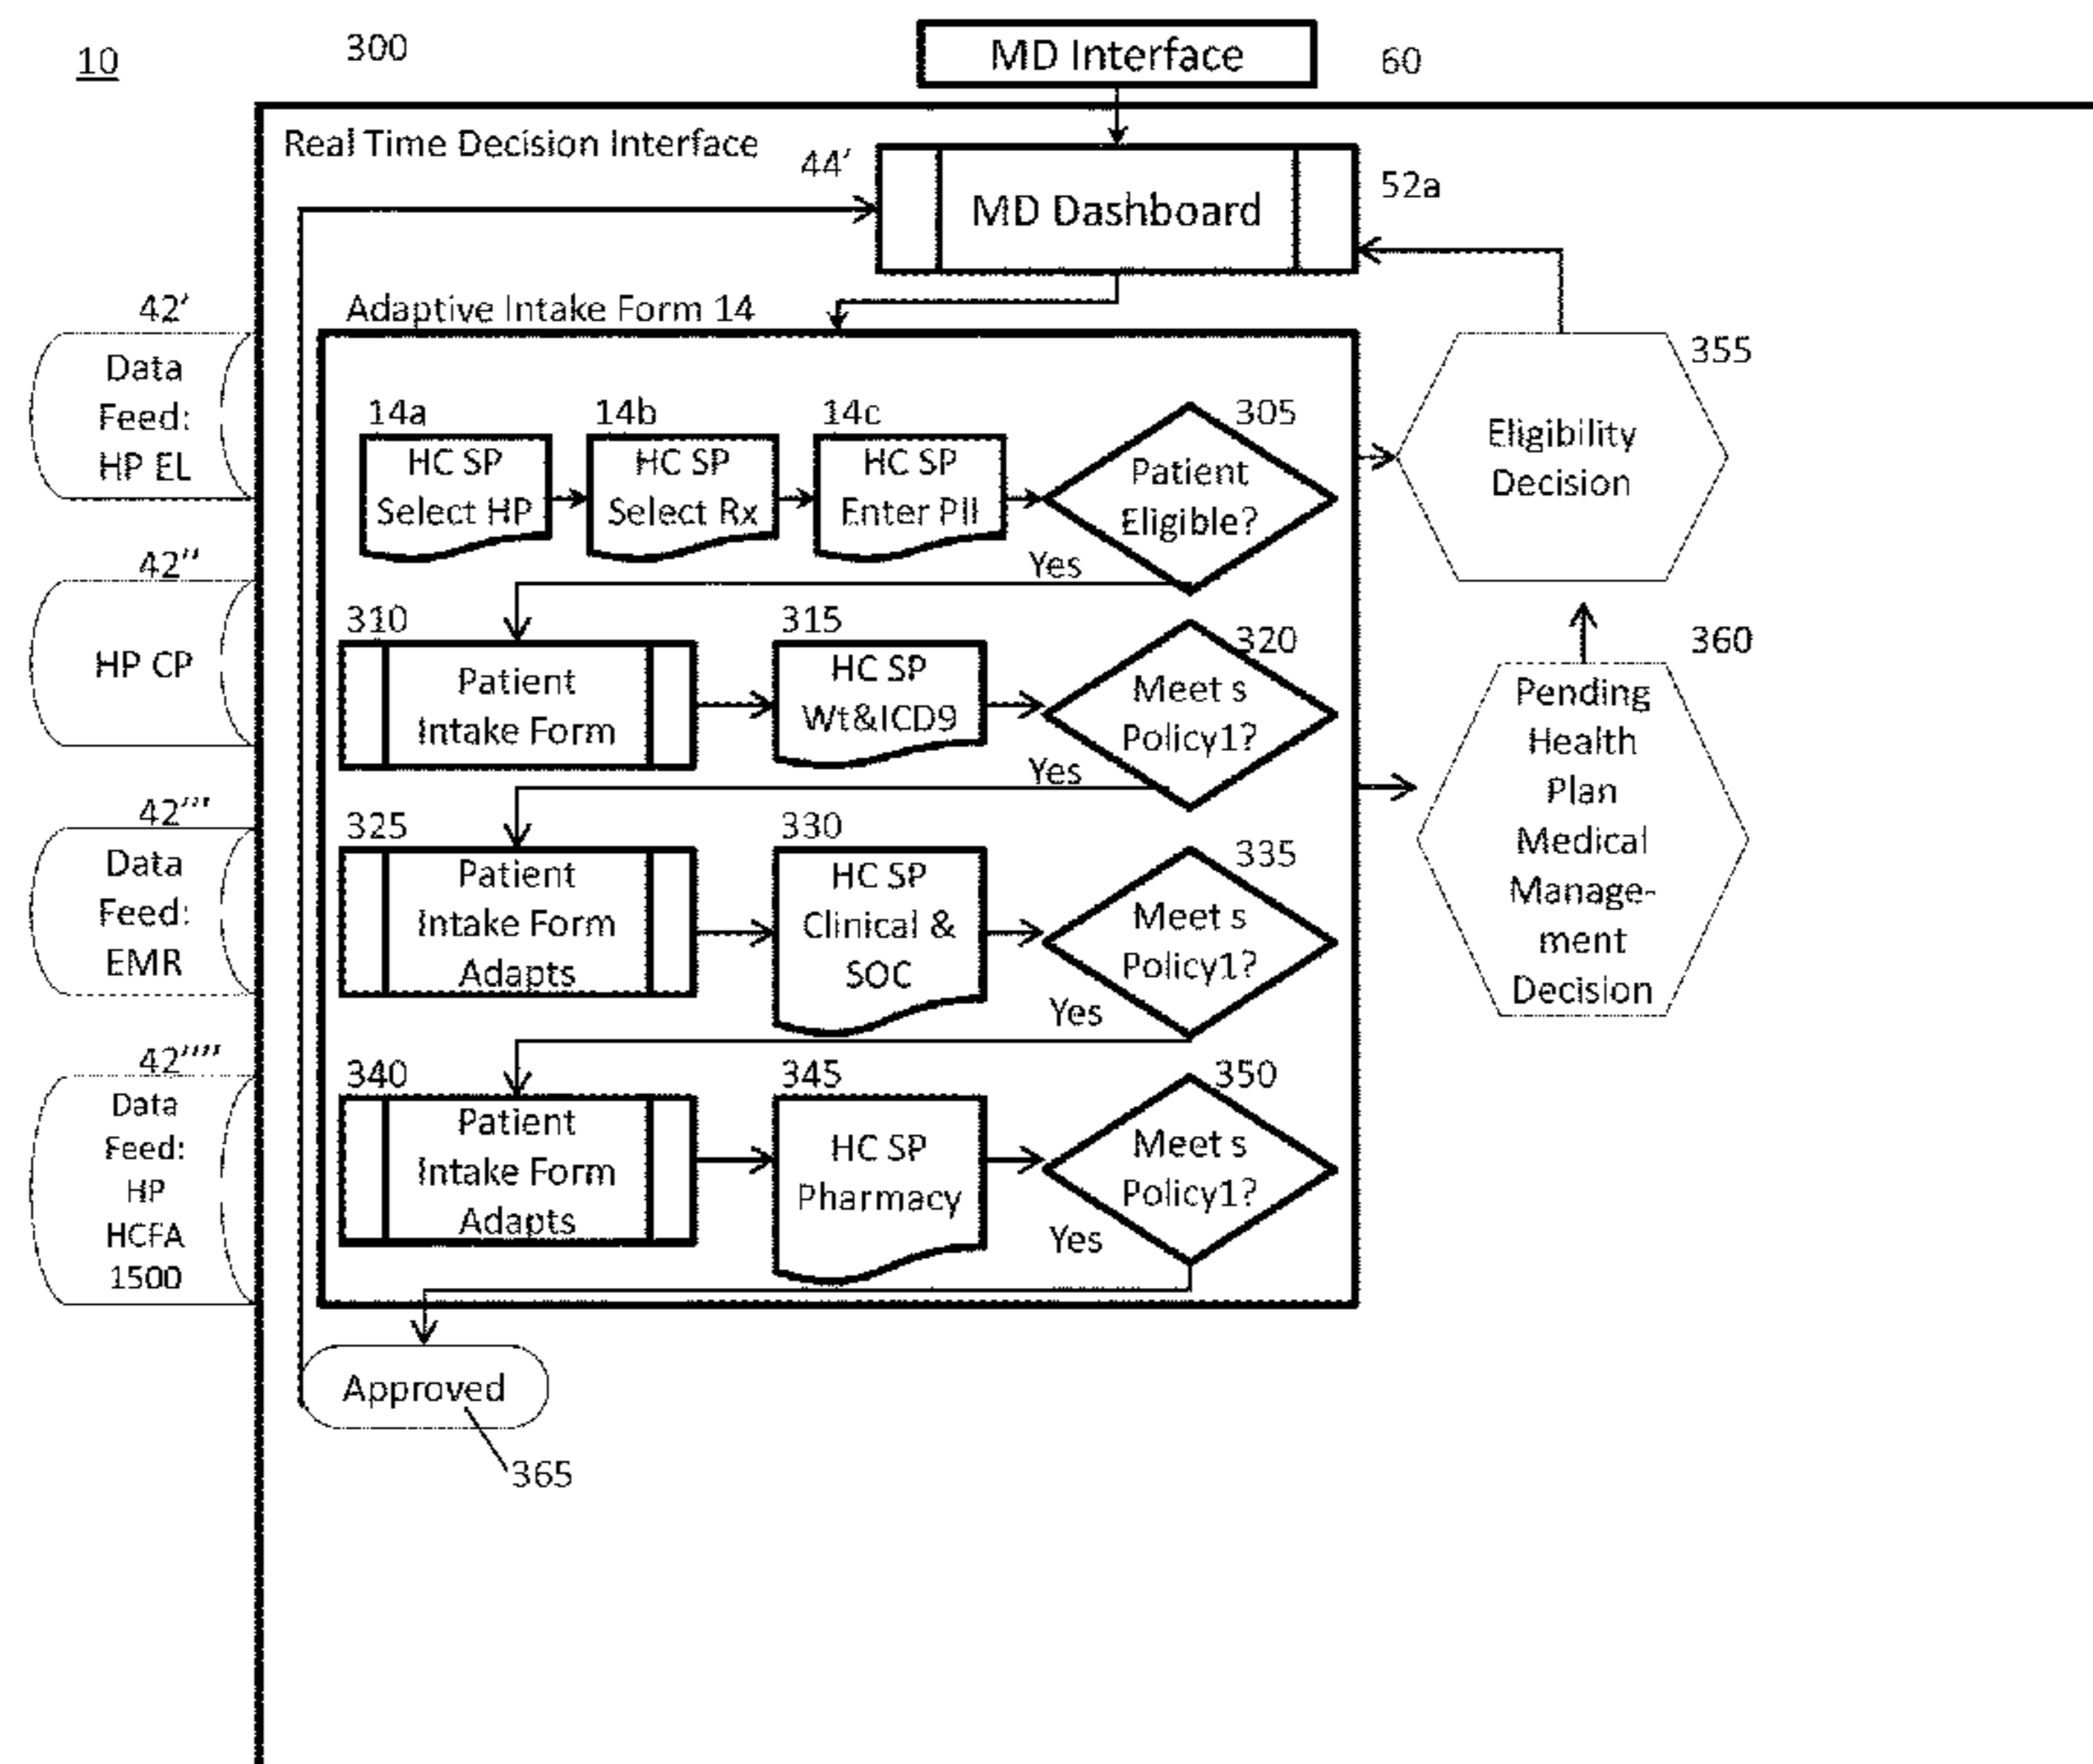 10
300
MD Interface
60
Real Time Decision Interface
44'
MD Dashboard
52a
Adaptive Intake Form 14
42'
Data
Feed:
HP EL
14a
HC SP
Select HP
14b
HC SP
Select Rx
14c
HC SP
Enter PII
305
Patient
Eligible?
Yes
355
Eligibility
Decision
42''
HP CP
310
Patient
Intake Form
315
HC SP
Wt&ICD9
320
Meet s
Policy1?
Yes
360
Pending
Health
Plan
Medical
Manage-
ment
Decision
42'''
Data
Feed:
EMR
325
Patient
Intake Form
Adapts
330
HC SP
Clinical &
SOC
335
Meet s
Policy1?
Yes
42''''
Data
Feed:
HP
HCFA
1500
340
Patient
Intake Form
Adapts
345
HC SP
Pharmacy
350
Meet s
Policy1?
Yes
Approved
365